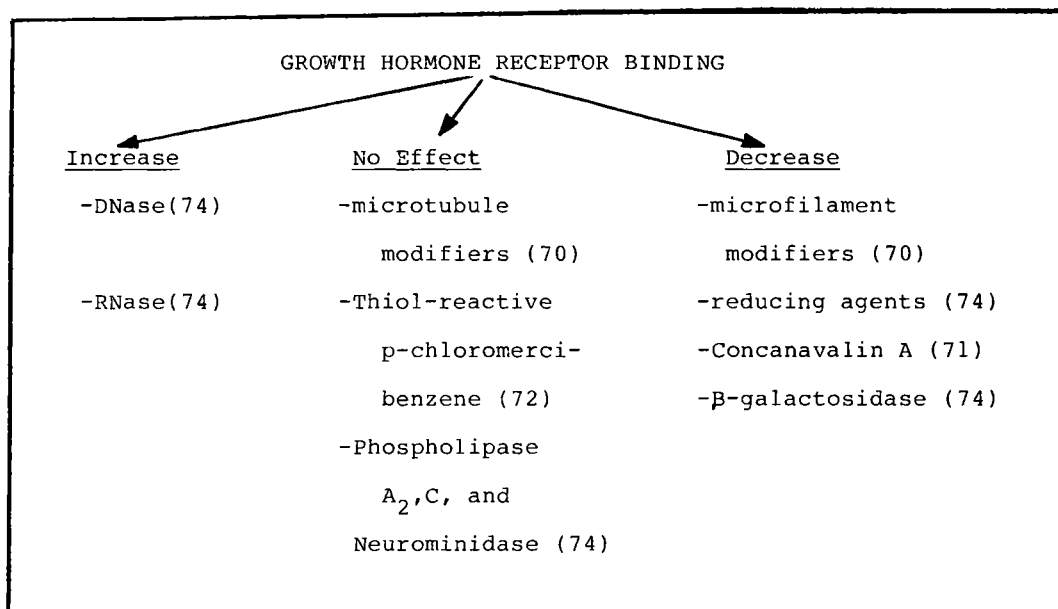 GROWTH HORMONE RECEPTOR BINDING
Increase
-DNase(74)
-RNase(74)
No Effect
-microtubule
modifiers (70)
-Thiol-reactive
p-chloromerci-
benzene (72)
-Phospholipase
A2,C, and
Neurominidase (74)
Decrease
-microfilament
modifiers (70)
-reducing agents (74)
-Concanavalin A (71)
-β-galactosidase (74)